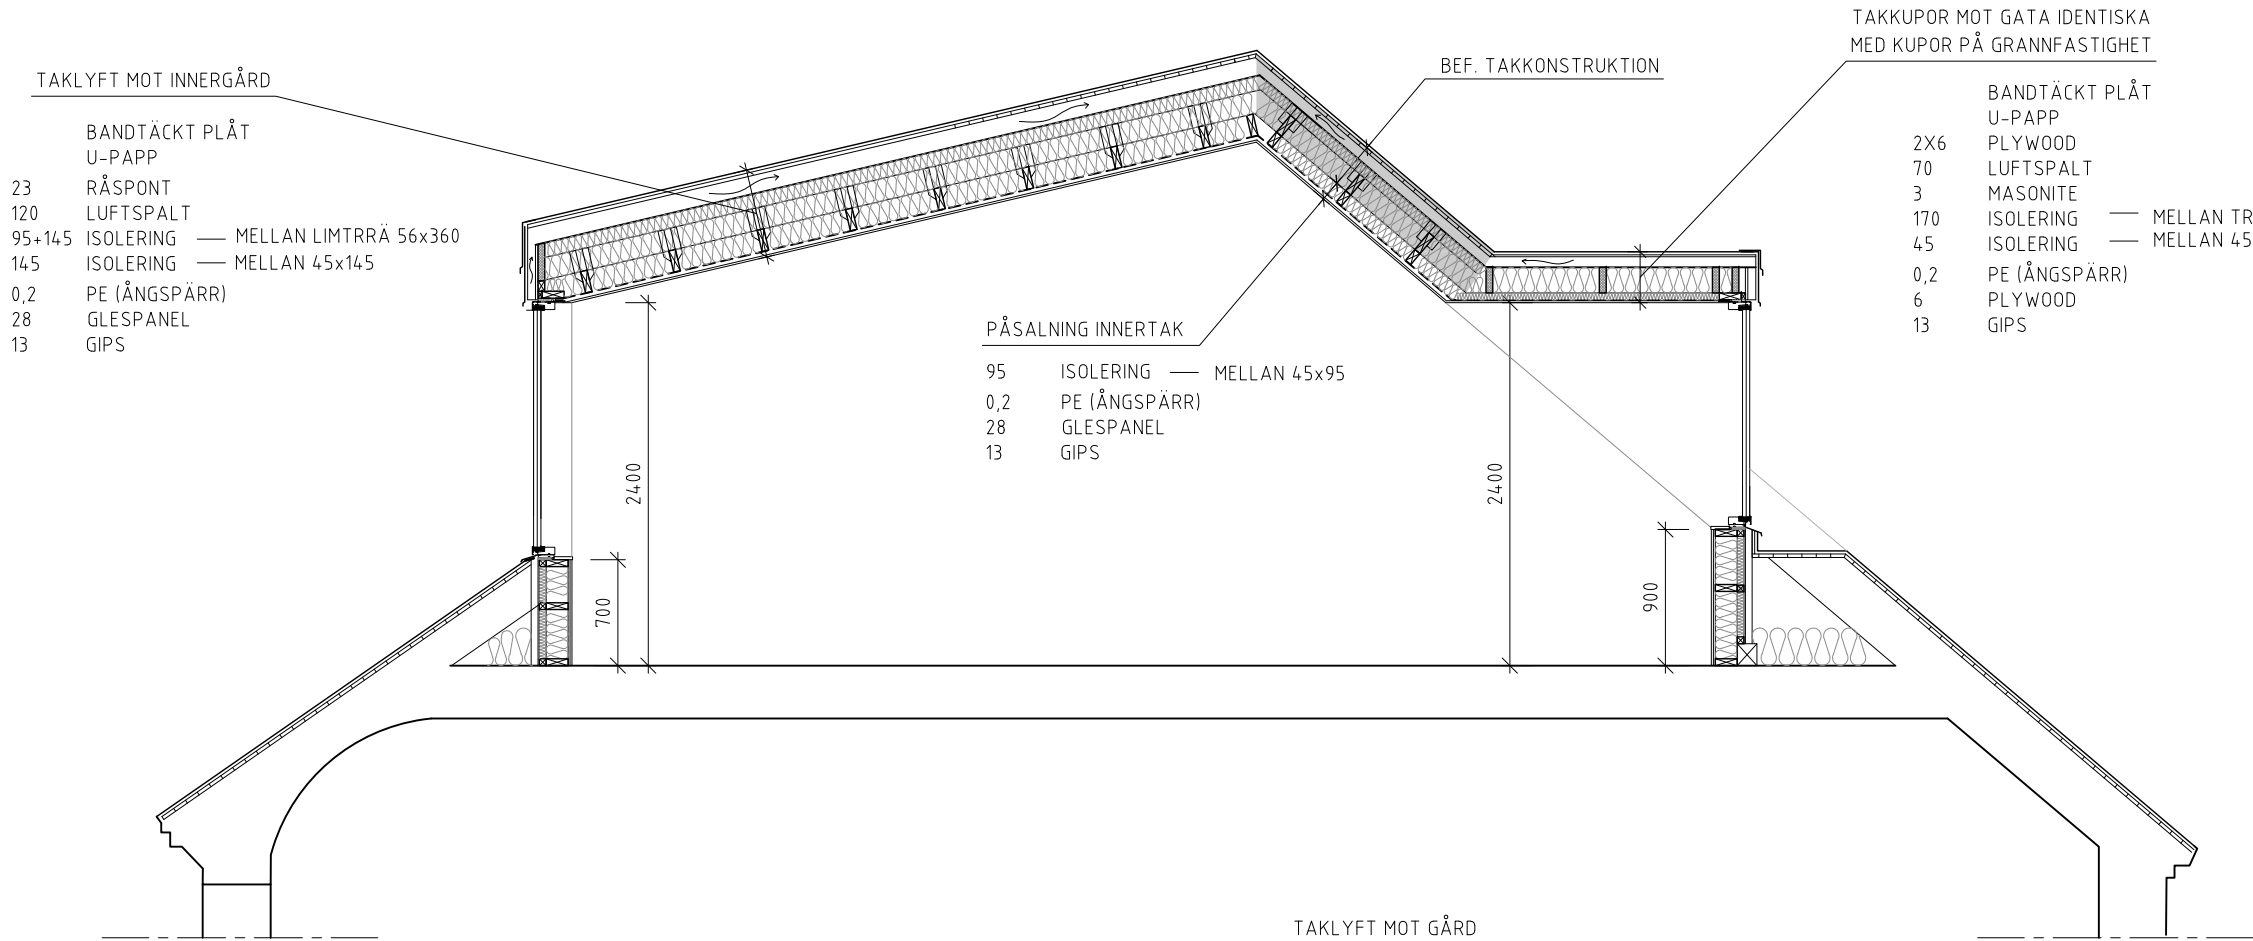 TAKLYFT MOT INNERGÅRD
BANDTÄCKT PLÅT
U-PAPP
23 RÅSPONT
120 LUFTSPALT
95+145 ISOLERING — MELLAN LIMTRRÄ 56x360
145 ISOLERING — MELLAN 45x145
0,2 PE (ÅNGSPÄRR)
28 GLESPANEL
13 GIPS
BEF. TAKKONSTRUKTION
TAKKUPOR MOT GATA IDENTISKA
MED KUPOR PÅ GRANNFASTIGHET
BANDTÄCKT PLÅT
U-PAPP
2X6 PLYWOOD
70 LUFTSPALT
3 MASONITE
170 ISOLERING — MELLAN TR
45 ISOLERING — MELLAN 45
0,2 PE (ÅNGSPÄRR)
6 PLYWOOD
13 GIPS
PÅSALNING INNERTAK
95 ISOLERING — MELLAN 45x95
0,2 PE (ÅNGSPÄRR)
28 GLESPANEL
13 GIPS
2400
2400
700
900
TAKLYFT MOT GÅRD